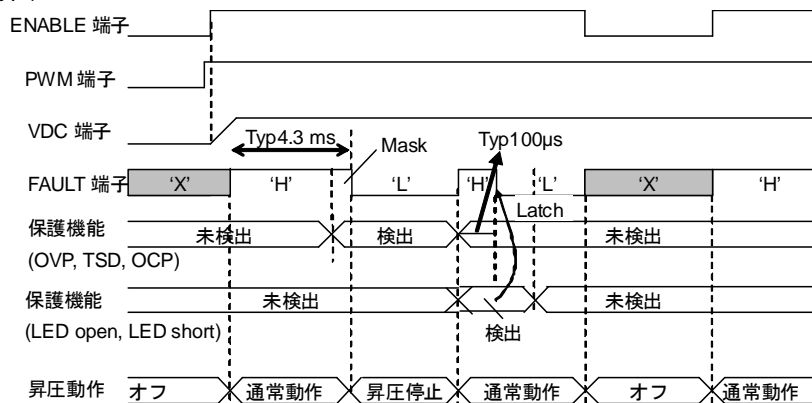 ENABLE 端子
PWM 端子
VDC 端子
Typ4.3 ms
Mask
Typ100μs
FAULT 端子
‘X’
‘H’
‘L’
‘H’
‘L’
‘X’
‘H’
Latch
保護機能
(OVP, TSD, OCP)
未検出
検出
未検出
保護機能
(LED open, LED short)
未検出
検出
未検出
昇圧動作
オフ
通常動作
昇圧停止
通常動作
オフ
通常動作